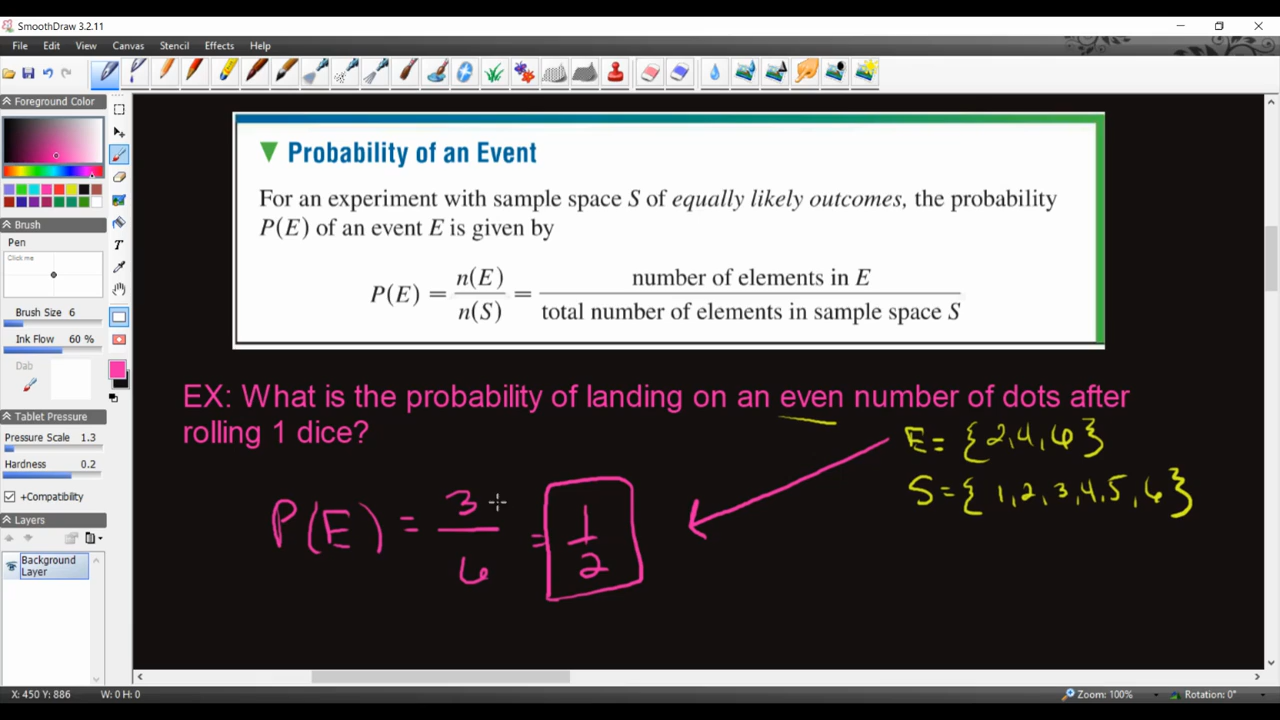 SmoothDraw 3.2.11
File Edit View Canvas Stencil Effects Help
Foreground Color
Brush
Pen
Click me
Brush Size 6
Ink Flow 60 %
Dab
Tablet Pressure
Pressure Scale 1.3
Hardness 0.2
+Compatibility
Layers
Background
Layer
▼ Probability of an Event
For an experiment with sample space S of equally likely outcomes, the probability
P(E) of an event E is given by
P(E) = n(E)/n(S) = number of elements in E / total number of elements in sample space S
EX: What is the probability of landing on an even number of dots after
rolling 1 dice?
E = {2,4,6}
S = {1,2,3,4,5,6}
P(E) = 3/6 = 1/2
X: 450 Y: 886 W: 0 H: 0 Zoom: 100% Rotation: 0°